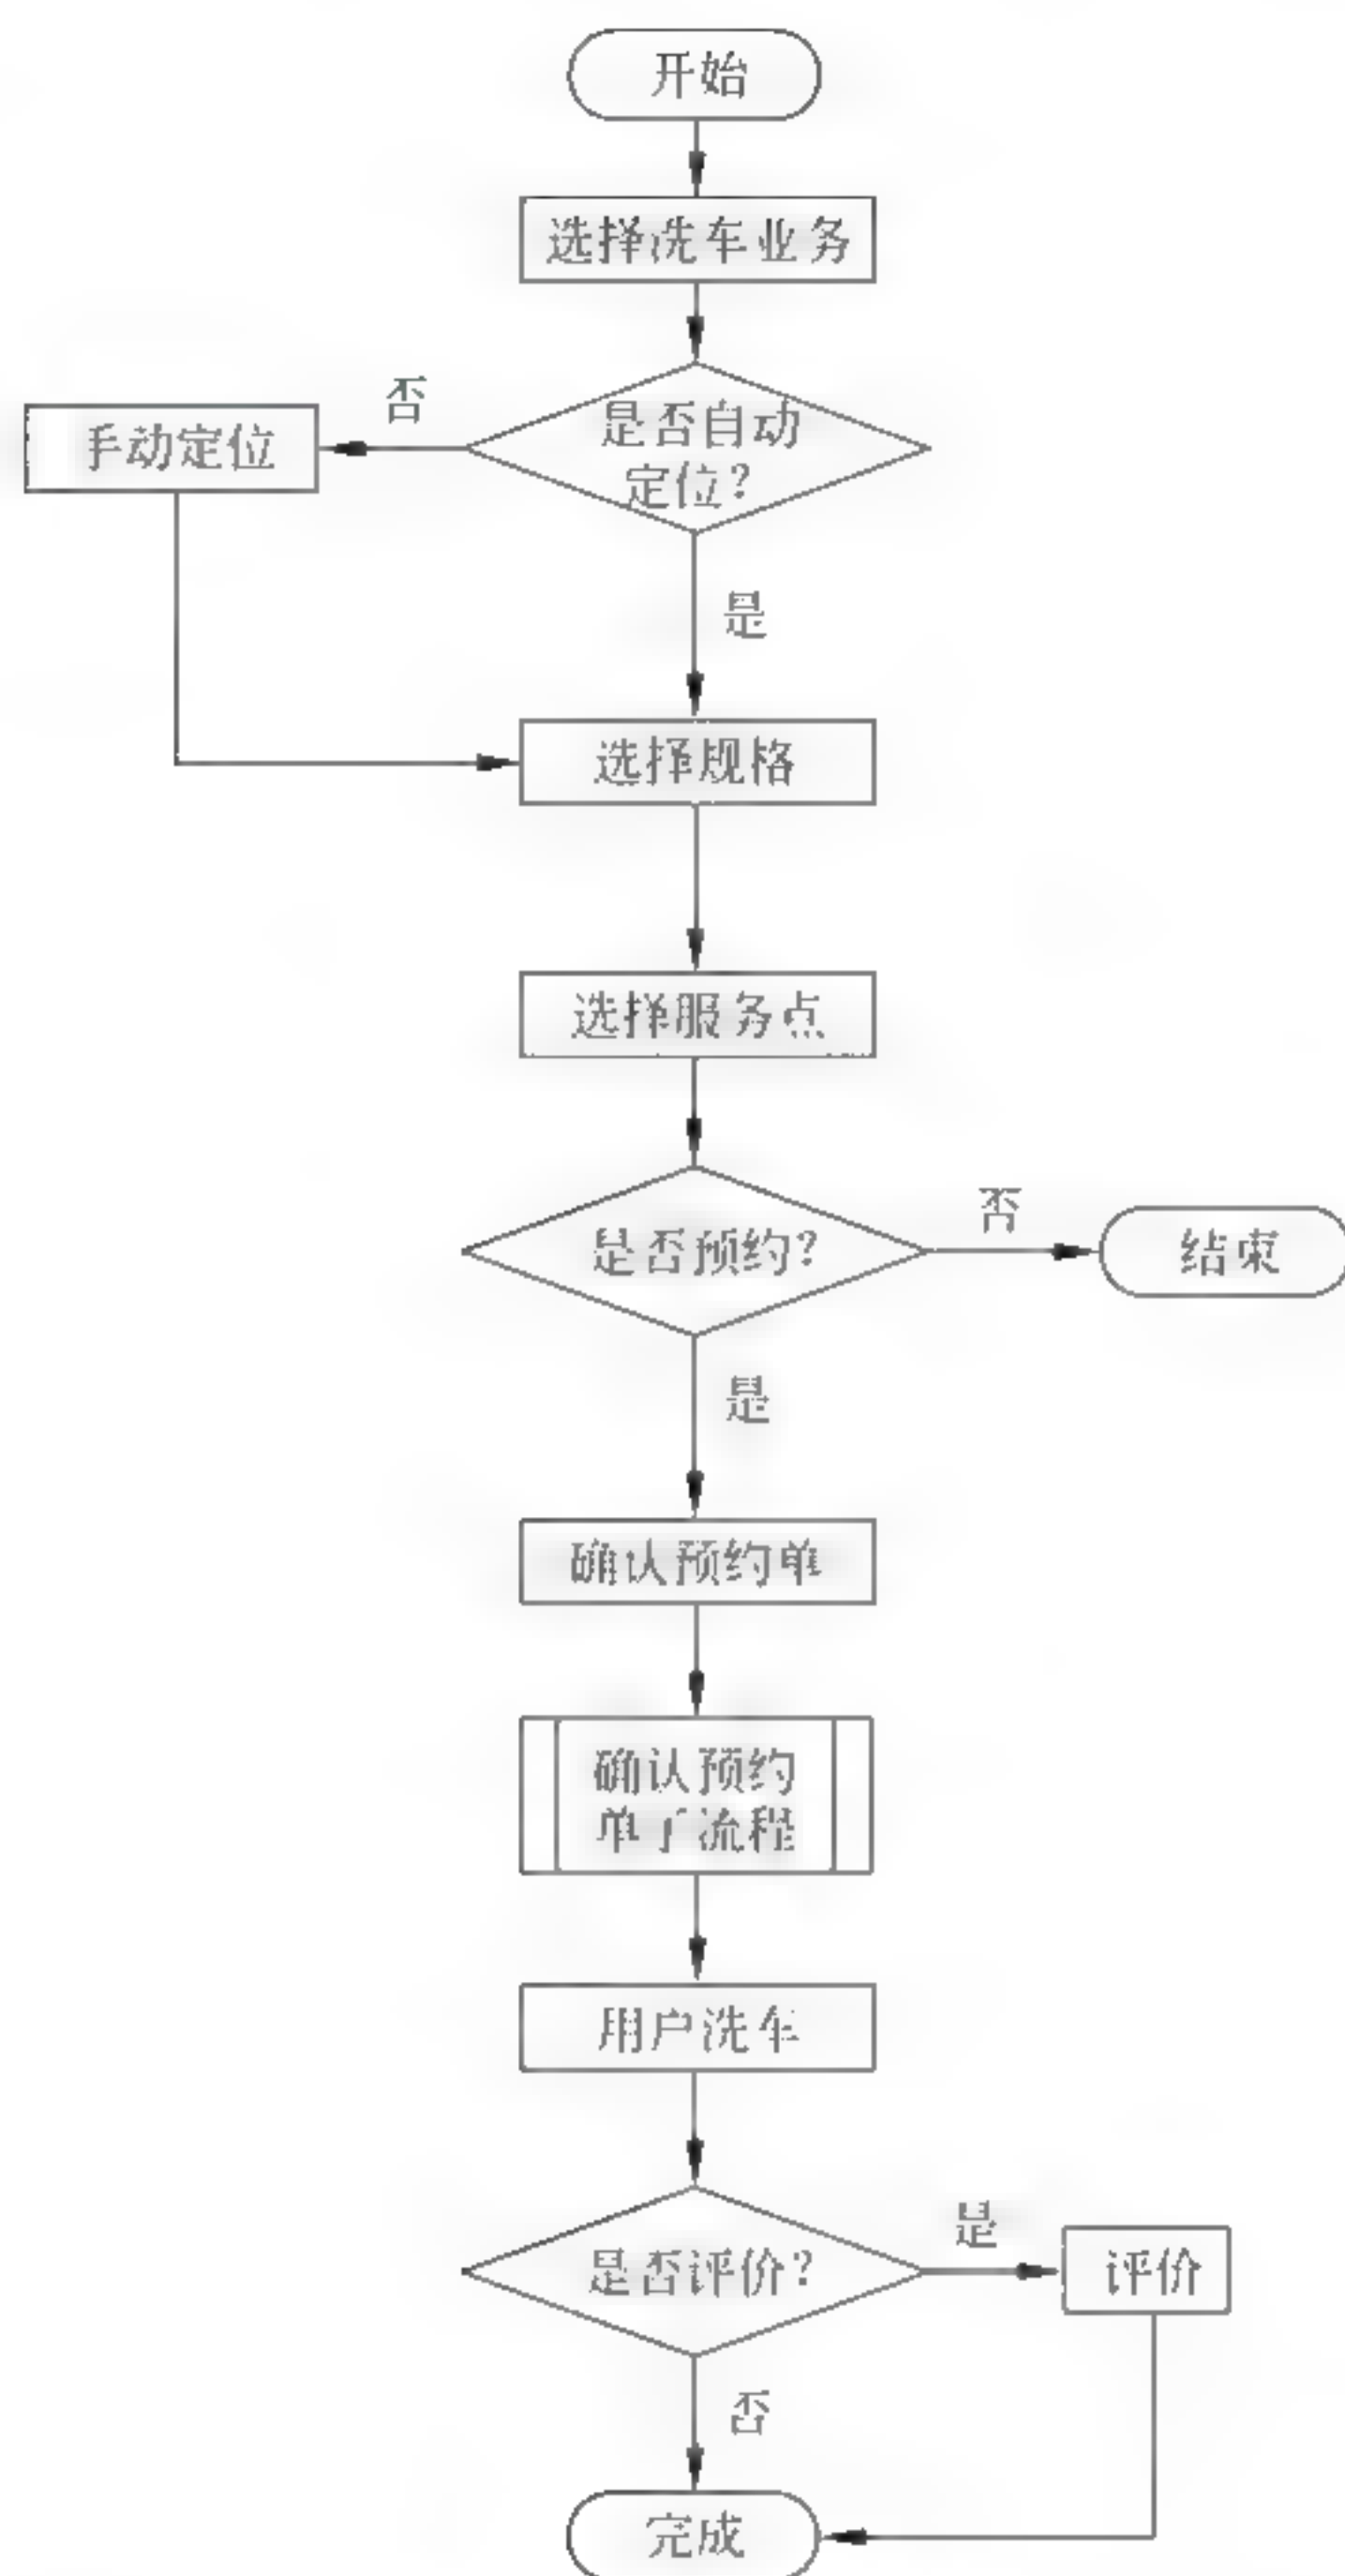 开始
选择洗车业务
否
手动定位
是否自动
定位?
是
选择规格
选择服务点
是否预约?
否
结束
是
确认预约单
确认预约
单子流程
用户洗车
是否评价?
是
评价
否
完成